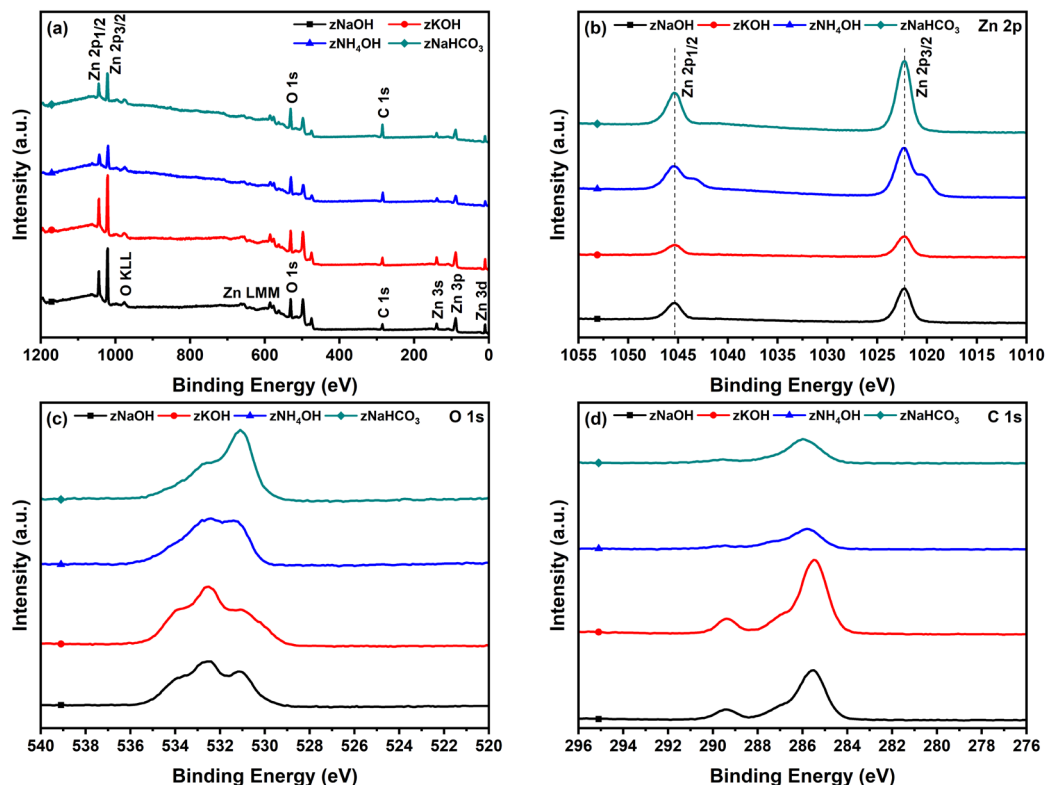 (a)
zNaOH zKOH
zNH₄OH zNaHCO₃
Zn 2p1/2
Zn 2p3/2
O 1s
C 1s
O KLL
Zn LMM
O 1s
C 1s
Zn 3s
Zn 3p
Zn 3d
Intensity (a.u.)
1200 1000 800 600 400 200 0
Binding Energy (eV)
(b)
zNaOH zKOH zNH₄OH zNaHCO₃ Zn 2p
Zn 2p1/2
Zn 2p3/2
Intensity (a.u.)
1055 1050 1045 1040 1035 1030 1025 1020 1015 1010
Binding Energy (eV)
zNaOH zKOH zNH₄OH zNaHCO₃
(c) O 1s
Intensity (a.u.)
540 538 536 534 532 530 528 526 524 522 520
Binding Energy (eV)
zNaOH zKOH zNH₄OH zNaHCO₃
(d) C 1s
Intensity (a.u.)
296 294 292 290 288 286 284 282 280 278 276
Binding Energy (eV)